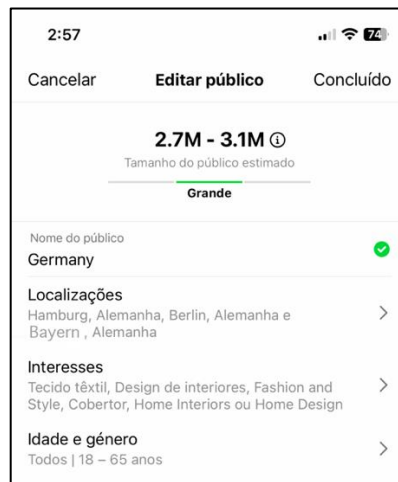 2:57 74
Cancelar Editar público Concluído
2.7M - 3.1M
Tamanho do público estimado
Grande
Nome do público
Germany
Localizações
Hamburg, Alemanha, Berlin, Alemanha e
Bayern , Alemanha
Interesses
Tecido têxtil, Design de interiores, Fashion and
Style, Cobertor, Home Interiors ou Home Design
Idade e género
Todos | 18 – 65 anos